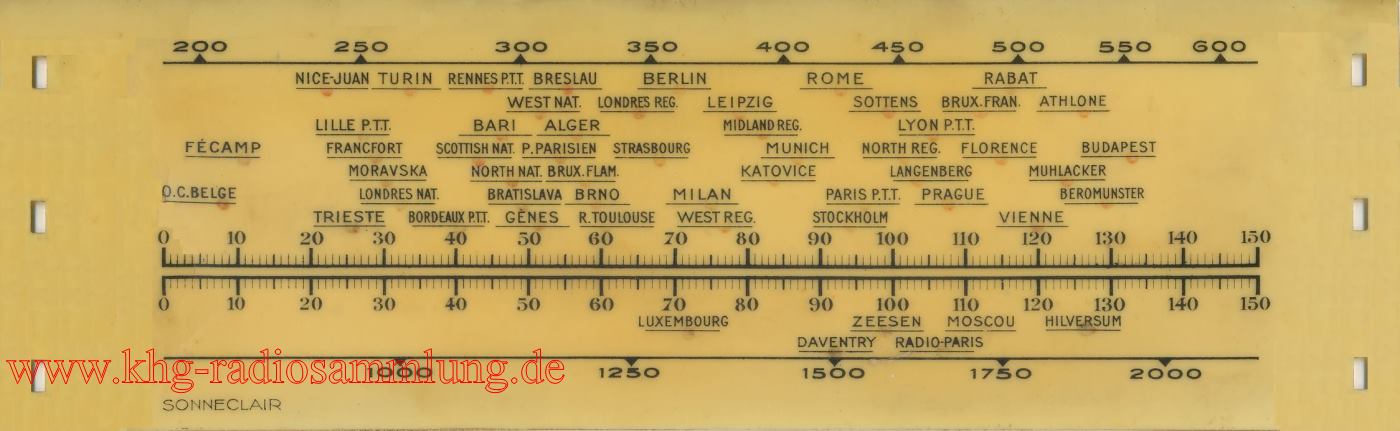 200 250 300 350 400 450 500 550 600
NICE-JUAN TURIN RENNES P.T.T. BRESLAU BERLIN ROME RABAT
WEST NAT. LONDRES REG. LEIPZIG SOTTENS BRUX.FRAN. ATHLONE
LILLE P.T.T. BARI ALGER MIDLAND REG. LYON P.T.T.
FÉCAMP FRANCFORT SCOTTISH NAT. P.PARISIEN STRASBOURG MUNICH NORTH REG. FLORENCE BUDAPEST
MORAVSKA NORTH NAT. BRUX.FLAM. KATOVICE LANGENBERG MUHLACKER
O.C.BELGE LONDRES NAT. BRATISLAVA BRNO MILAN PARIS P.T.T. PRAGUE BEROMUNSTER
TRIESTE BORDEAUX P.T.T. GÈNES R.TOULOUSE WEST REG. STOCKHOLM VIENNE
0 10 20 30 40 50 60 70 80 90 100 110 120 130 140 150
0 10 20 30 40 50 60 70 80 90 100 110 120 130 140 150
LUXEMBOURG ZEESEN MOSCOU HILVERSUM
DAVENTRY RADIO-PARIS
1000 1250 1500 1750 2000
www.khg-radiosammlung.de
SONNECLAIR